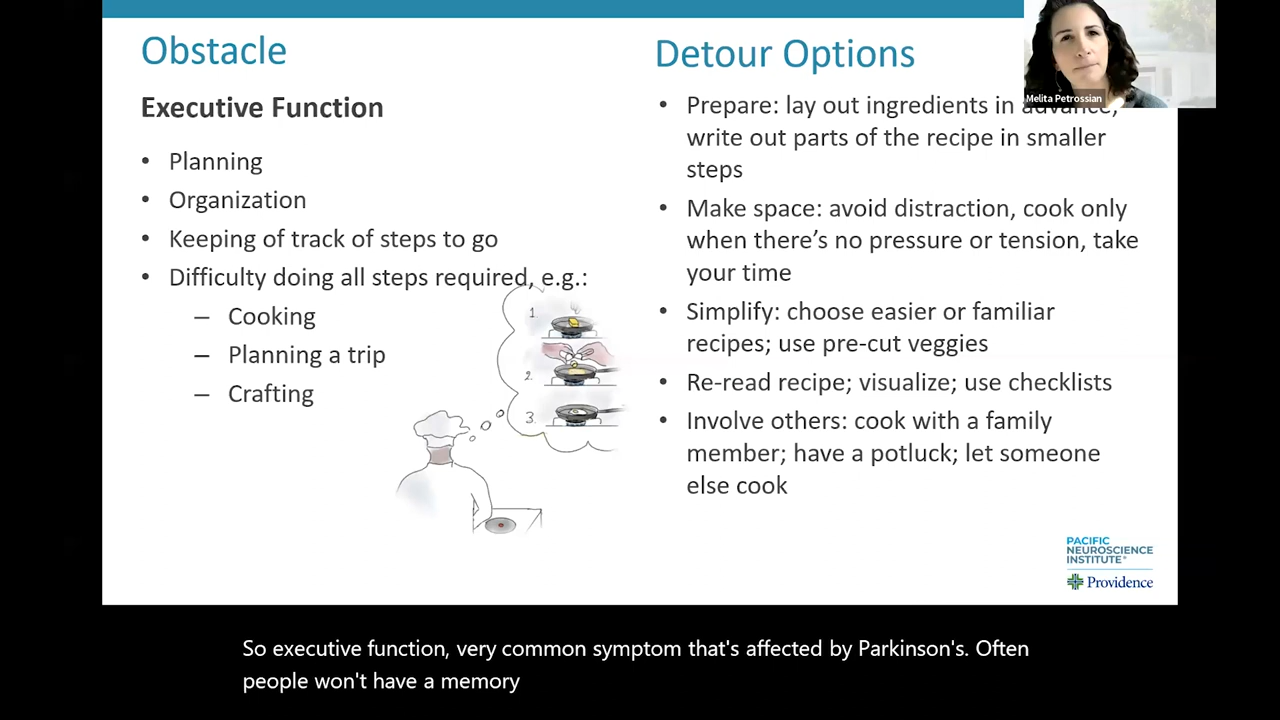 Obstacle
Executive Function
• Planning
• Organization
• Keeping of track of steps to go
• Difficulty doing all steps required, e.g.:
– Cooking
– Planning a trip
– Crafting
1.
2.
3.
Detour Options
• Prepare: lay out ingredients in advance,
write out parts of the recipe in smaller
steps
• Make space: avoid distraction, cook only
when there’s no pressure or tension, take
your time
• Simplify: choose easier or familiar
recipes; use pre-cut veggies
• Re-read recipe; visualize; use checklists
• Involve others: cook with a family
member; have a potluck; let someone
else cook
Melita Petrossian
PACIFIC
NEUROSCIENCE
INSTITUTE®
Providence
So executive function, very common symptom that's affected by Parkinson's. Often
people won't have a memory